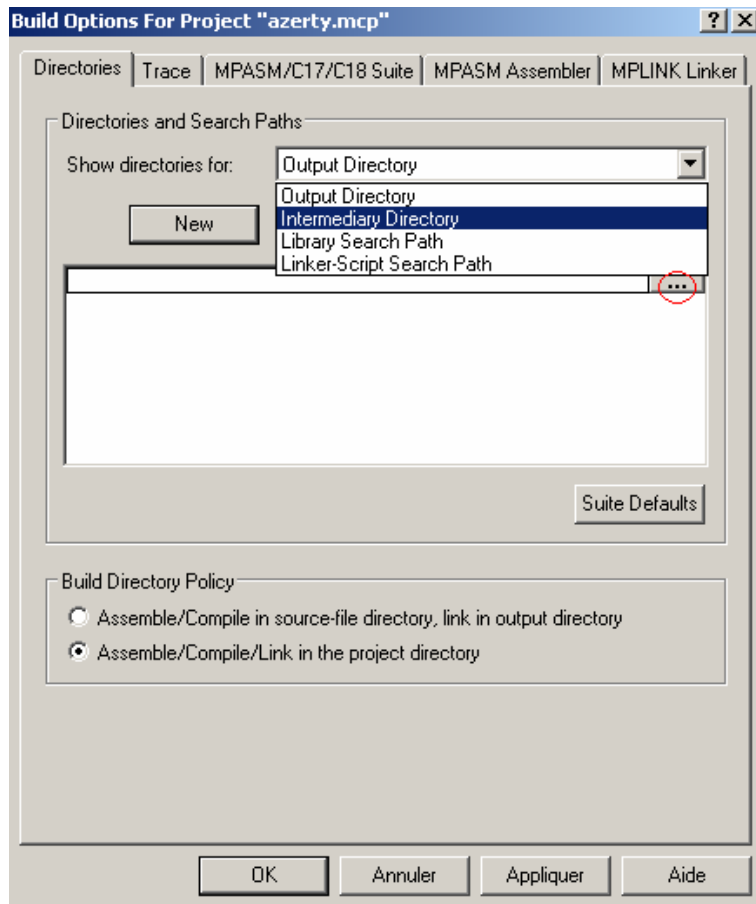 Build Options For Project "azerty.mcp"
Directories Trace MPASM/C17/C18 Suite MPASM Assembler MPLINK Linker
Directories and Search Paths
Show directories for: Output Directory
Output Directory
Intermediary Directory
Library Search Path
Linker-Script Search Path
New
...
Suite Defaults
Build Directory Policy
Assemble/Compile in source-file directory, link in output directory
Assemble/Compile/Link in the project directory
OK Annuler Appliquer Aide